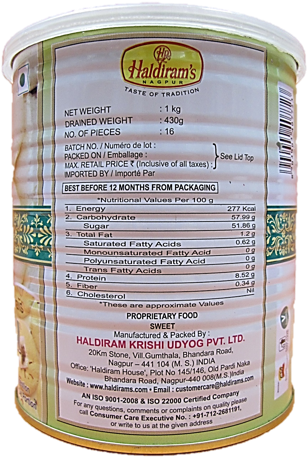 Haldiram's
NAGPUR
TASTE OF TRADITION
NET WEIGHT : 1 kg
DRAINED WEIGHT : 430g
NO. OF PIECES : 16
BATCH NO. / Numéro de lot :
PACKED ON / Emballage :
MAX. RETAIL PRICE ₹ (Inclusive of all taxes) :
IMPORTED BY / Importé Par
See Lid Top
BEST BEFORE 12 MONTHS FROM PACKAGING
*Nutritional Values Per 100 g
1. Energy 277 Kcal
2. Carbohydrate 57.99 g
Sugar 51.86 g
3. Total Fat 1.2 g
Saturated Fatty Acids 0.62 g
Monounsaturated Fatty Acids 0 g
Polyunsaturated Fatty Acids 0 g
Trans Fatty Acids 0 g
4. Protein 8.52 g
5. Fiber 0.34 g
6. Cholesterol Nil
*These are approximate Values
PROPRIETARY FOOD
SWEET
Manufactured & Packed By :
HALDIRAM KRISHI UDYOG PVT. LTD.
20Km Stone, Vill.Gumthala, Bhandara Road,
Nagpur – 441 104 (M. S.) INDIA
Office: 'Haldiram House', Plot No 145/146, Old Pardi Naka
Bhandara Road, Nagpur-440 008(M.S.)India
Website : www.haldirams.com • Email : customercare@haldirams.com
AN ISO 9001-2008 & ISO 22000 Certified Company
For any questions, comments or complaints on quality please
call Consumer Care Executive No. : +91-712-2681191,
or write to us at the given address